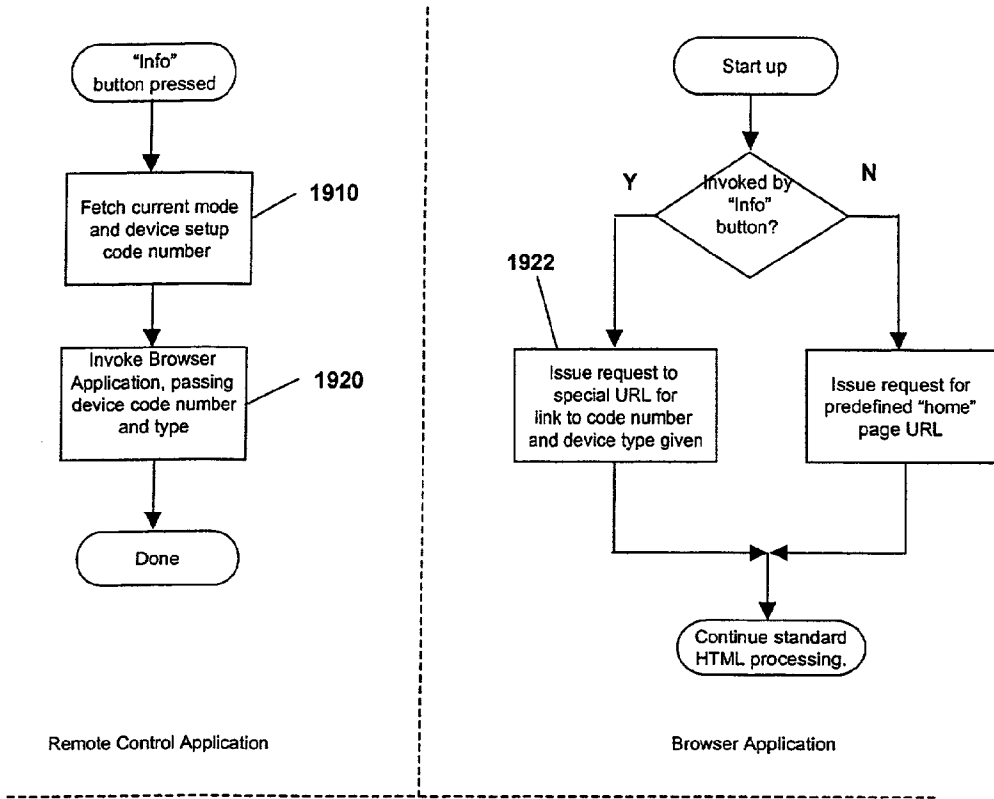 “Info”
button pressed
Fetch current mode
and device setup
code number
1910
Invoke Browser
Application, passing
device code number
and type
1920
Done
Remote Control Application
Start up
Invoked by
“Info”
button?
Y
N
1922
Issue request to
special URL for
link to code number
and device type given
Issue request for
predefined “home”
page URL
Continue standard
HTML processing.
Browser Application